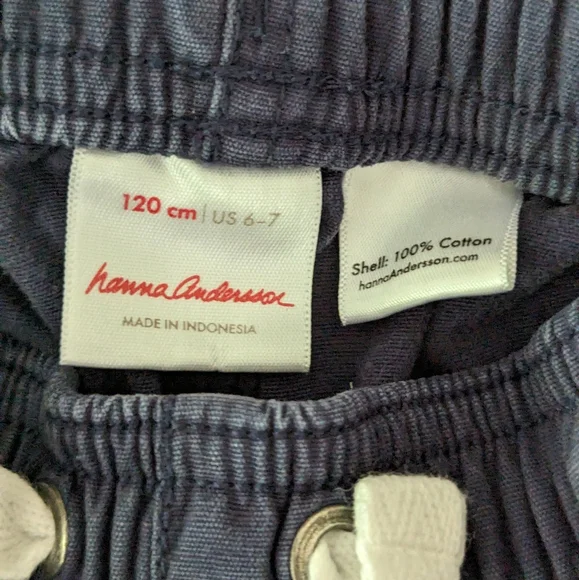 120 cm | US 6-7
hanna Andersson
MADE IN INDONESIA
Shell: 100% Cotton
hannaAndersson.com